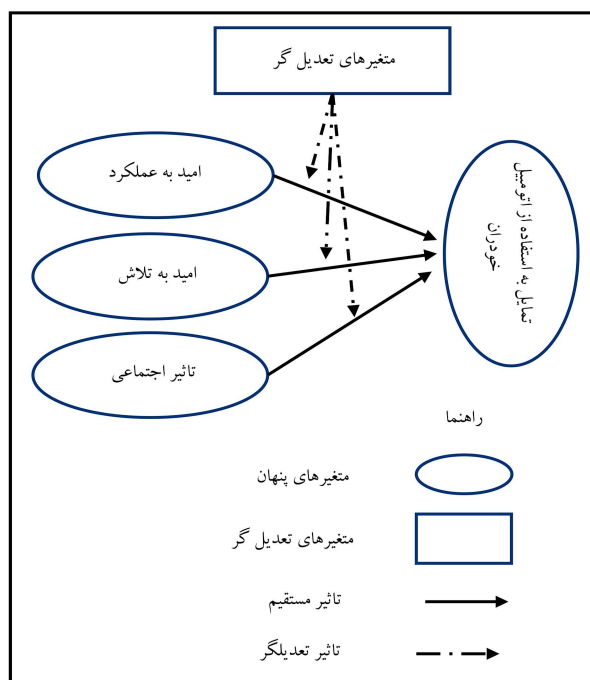 متغیرهای تعدیل گر
امید به عملکرد
امید به تلاش
تاثیر اجتماعی
تمایل به استفاده از اتومبیل
خودران
راهنما
متغیرهای پنهان
متغیرهای تعدیل گر
تاثیر مستقیم
تاثیر تعدیلگر